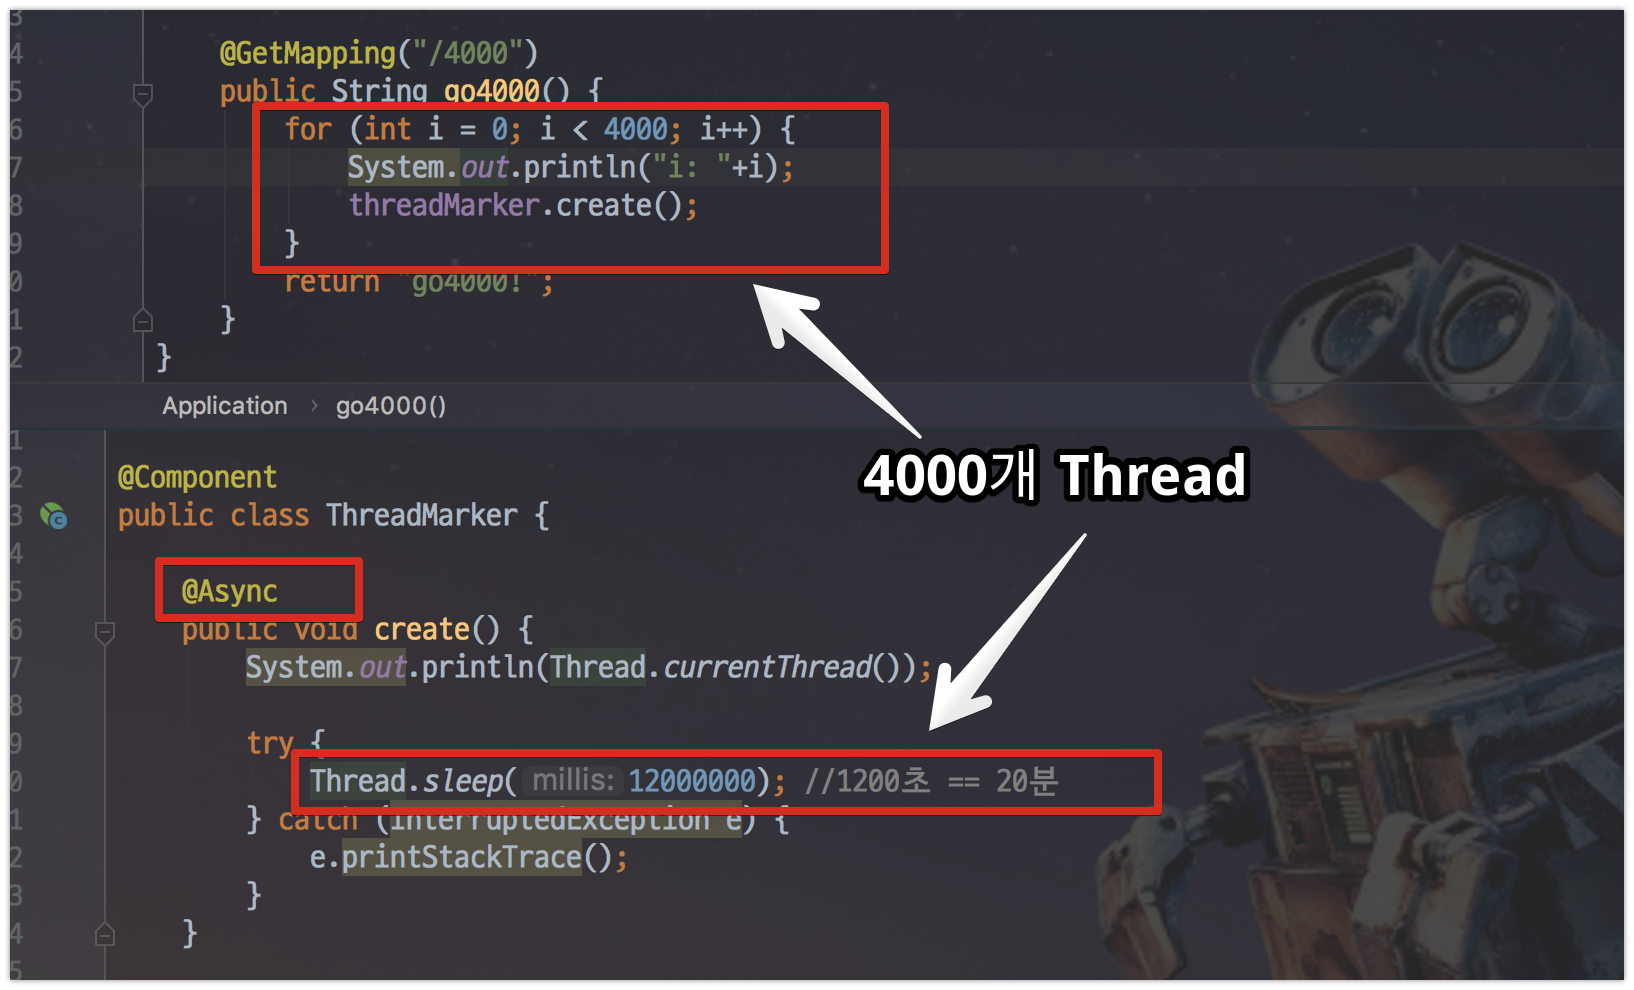 3
4 @GetMapping("/4000")
5 public String go4000() {
6 for (int i = 0; i < 4000; i++) {
7 System.out.println("i: "+i);
8 threadMarker.create();
9 }
0 return "go4000!";
1 }
2 }
Application › go4000()
1
2 @Component
3 public class ThreadMarker {
4
5 @Async
6 public void create() {
7 System.out.println(Thread.currentThread());
8
9 try {
0 Thread.sleep( millis: 12000000); //1200초 == 20분
1 } catch (InterruptedException e) {
2 e.printStackTrace();
3 }
4 }
5
4000개 Thread